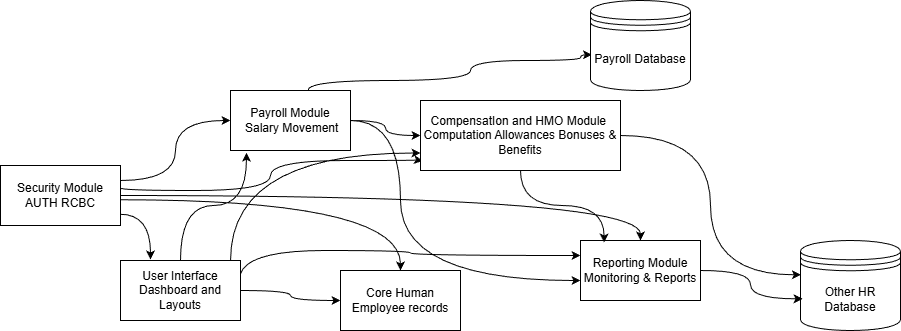 Payroll Database
Payroll Module
Salary Movement
Compensation and HMO Module
Computation Allowances Bonuses &
Benefits
Security Module
AUTH RCBC
User Interface
Dashboard and
Layouts
Core Human
Employee records
Reporting Module
Monitoring & Reports
Other HR
Database